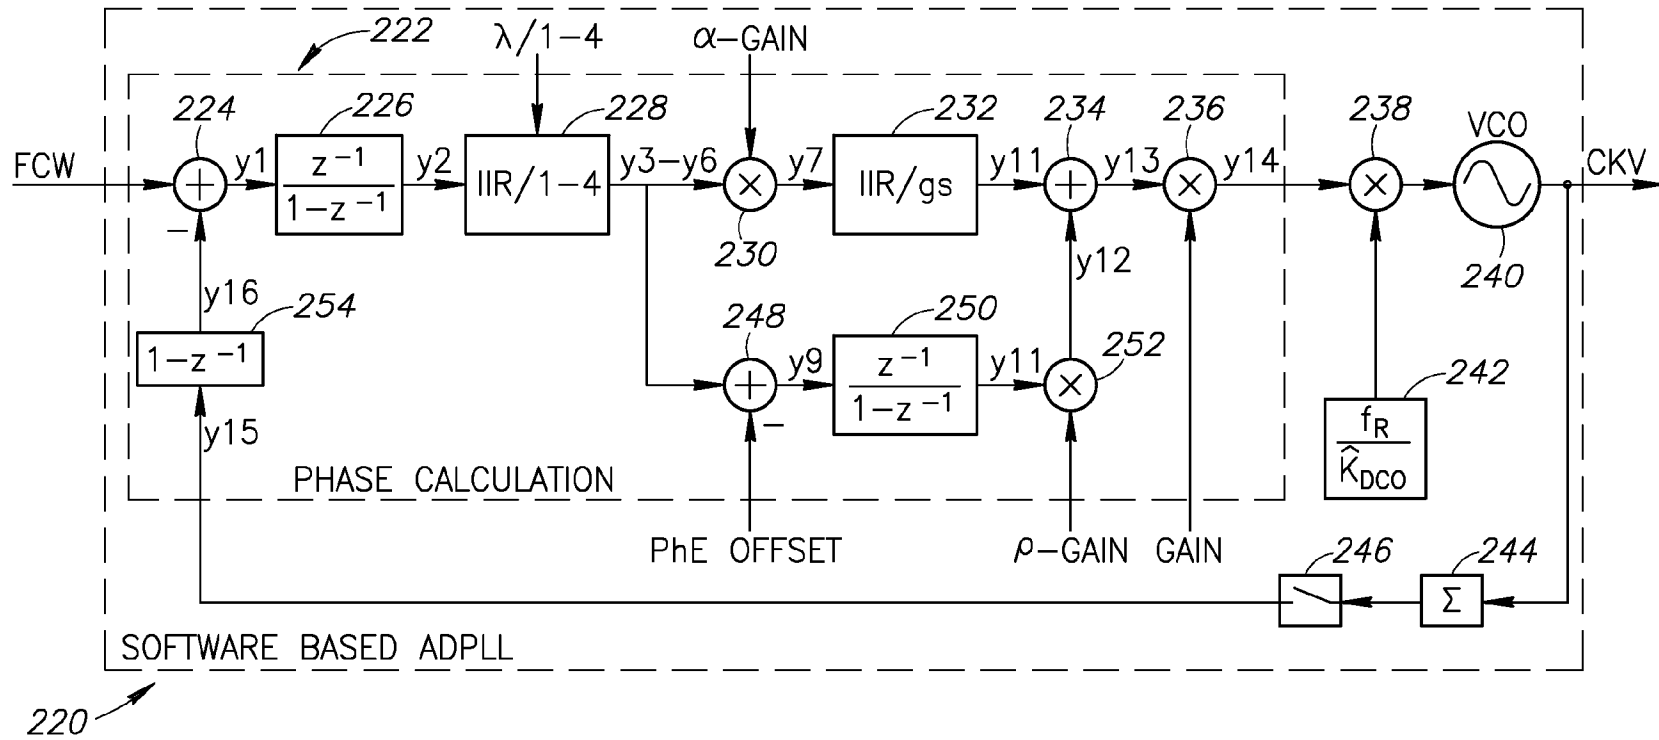 222
λ/1-4
α-GAIN
224
226
228
232
234
236
238
VCO
FCW
y1
z⁻¹
1-z⁻¹
y2
IIR/1-4
y3-y6
y7
IIR/gs
y11
y13
y14
CKV
230
y12
240
y16
254
248
250
252
242
1-z⁻¹
y9
z⁻¹
1-z⁻¹
y11
y15
f_R
K̂_DCO
PHASE CALCULATION
PhE OFFSET
ρ-GAIN
GAIN
246
244
Σ
SOFTWARE BASED ADPLL
220